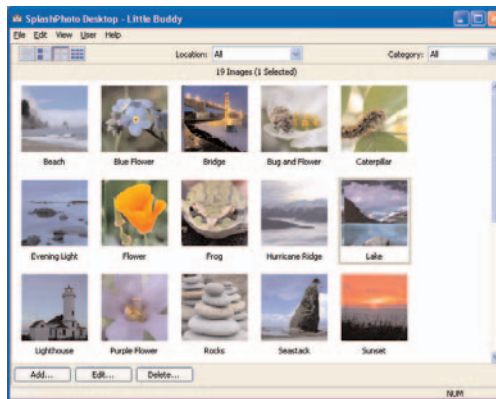 SplashPhoto Desktop - Little Buddy
File Edit View User Help
Location: All Category: All
19 Images (1 Selected)
Beach Blue Flower Bridge Bug and Flower Caterpillar
Evening Light Flower Frog Hurricane Ridge Lake
Lighthouse Purple Flower Rocks Seastack Sunset
Add... Edit... Delete...
NUM